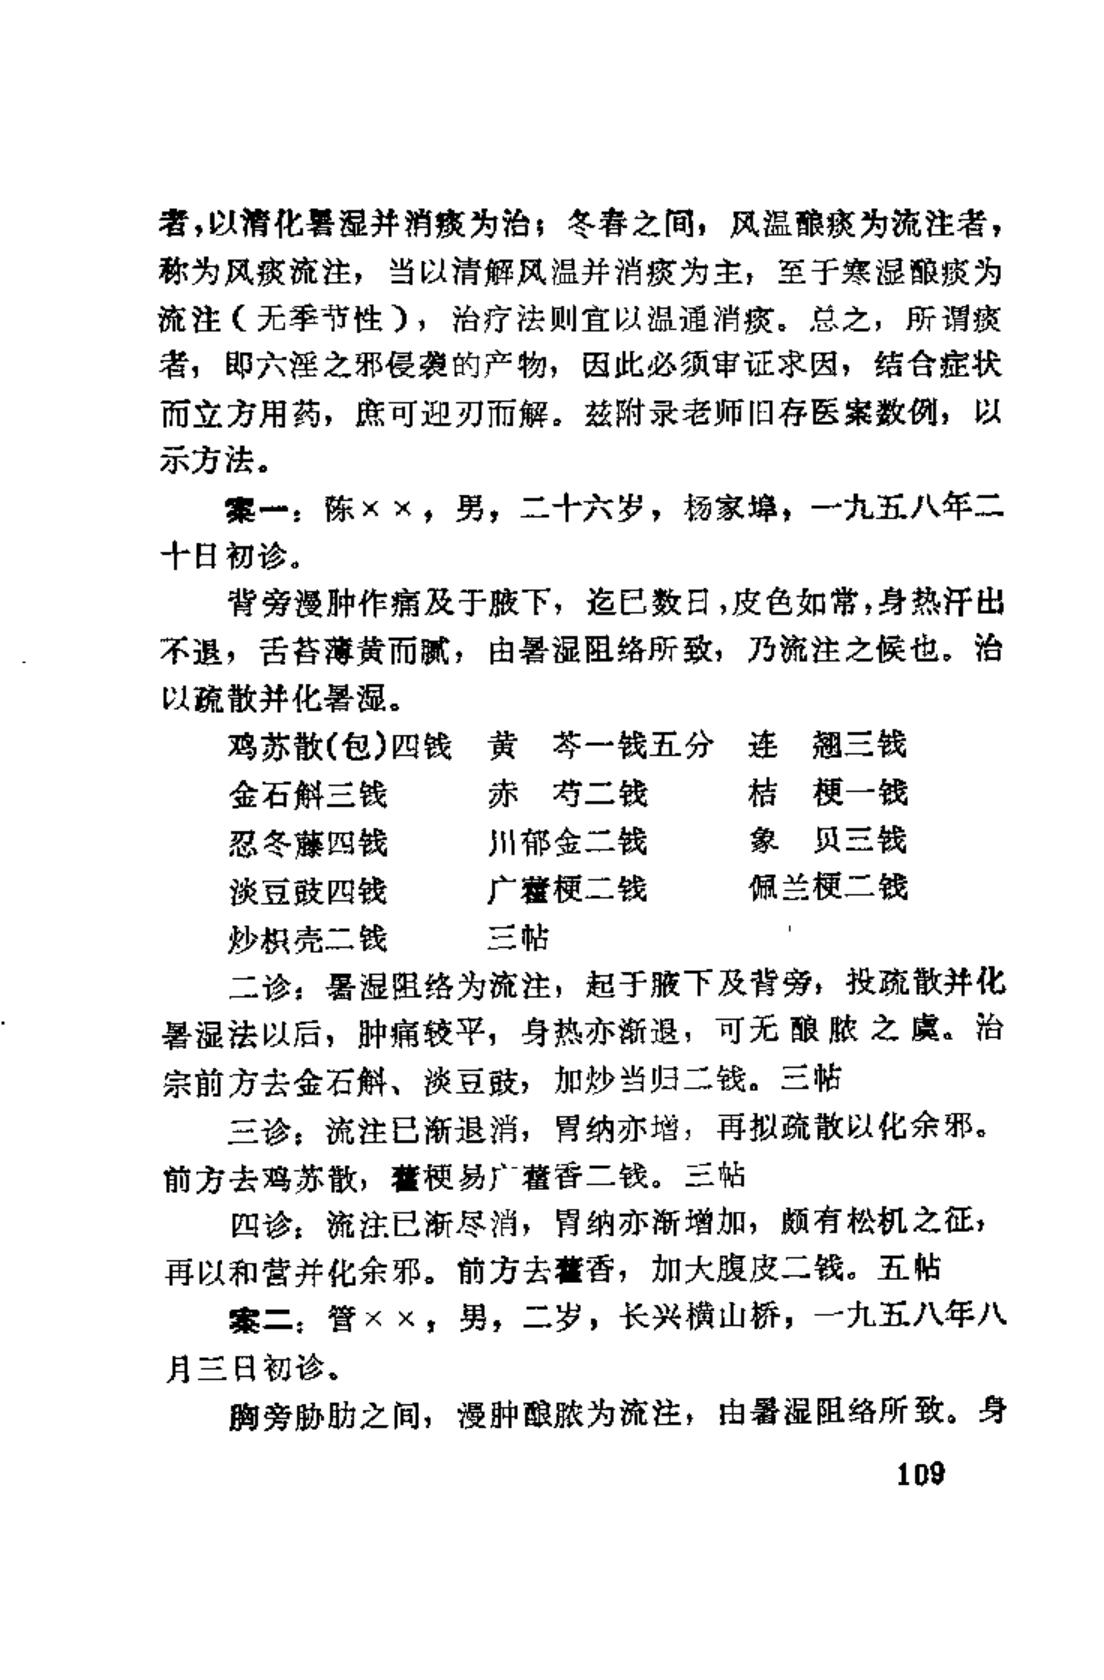 者，以清化暑湿并消痰为治；冬春之间，风温酿痰为流注者，
称为风痰流注，当以清解风温并消痰为主，至于寒湿酿痰为
流注（无季节性），治疗法则宜以温通消痰。总之，所谓痰
者，即六淫之邪侵袭的产物，因此必须审证求因，结合症状
而立方用药，庶可迎刃而解。兹附录老师旧存医案数例，以
示方法。
案一：陈××，男，二十六岁，杨家埠，一九五八年二
十日初诊。
背旁漫肿作痛及于腋下，迄已数日，皮色如常，身热汗出
不退，舌苔薄黄而腻，由暑湿阻络所致，乃流注之候也。治
以疏散并化暑湿。
鸡苏散(包)四钱 黄 芩一钱五分 连 翘三钱
金石斛三钱 赤 芍二钱 桔 梗一钱
忍冬藤四钱 川郁金二钱 象 贝三钱
淡豆豉四钱 广藿梗二钱 佩兰梗二钱
炒枳壳二钱 三帖
二诊：暑湿阻络为流注，起于腋下及背旁，投疏散并化
暑湿法以后，肿痛较平，身热亦渐退，可无酿脓之虞。治
宗前方去金石斛、淡豆豉，加炒当归二钱。三帖
三诊：流注已渐退消，胃纳亦增，再拟疏散以化余邪。
前方去鸡苏散，藿梗易广藿香二钱。三帖
四诊：流注已渐尽消，胃纳亦渐增加，颇有松机之征，
再以和营并化余邪。前方去藿香，加大腹皮二钱。五帖
案二：管××，男，二岁，长兴横山桥，一九五八年八
月三日初诊。
胸旁胁肋之间，漫肿酿脓为流注，由暑湿阻络所致。身
109